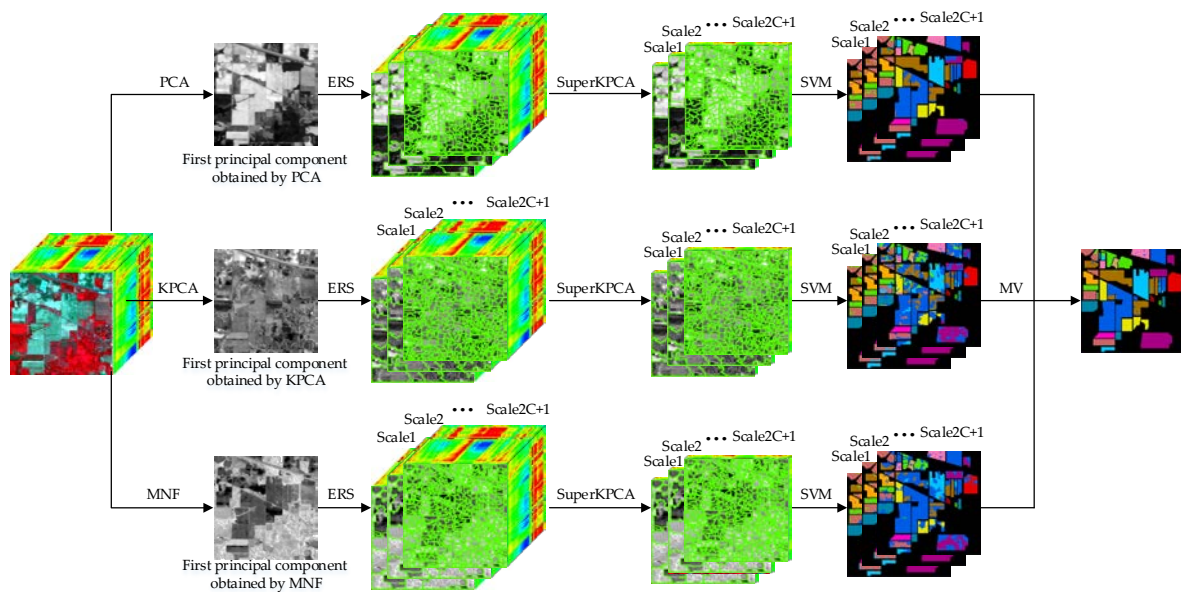 Scale2 ••• Scale2C+1
Scale1
Scale2 ••• Scale2C+1
Scale1
PCA
ERS
SuperKPCA
SVM
First principal component
obtained by PCA
Scale2 ••• Scale2C+1
Scale1
Scale2 ••• Scale2C+1
Scale1
Scale2 ••• Scale2C+1
Scale1
KPCA
ERS
SuperKPCA
SVM
MV
First principal component
obtained by KPCA
Scale2 ••• Scale2C+1
Scale1
Scale2 ••• Scale2C+1
Scale1
Scale2 ••• Scale2C+1
Scale1
MNF
ERS
SuperKPCA
SVM
First principal component
obtained by MNF